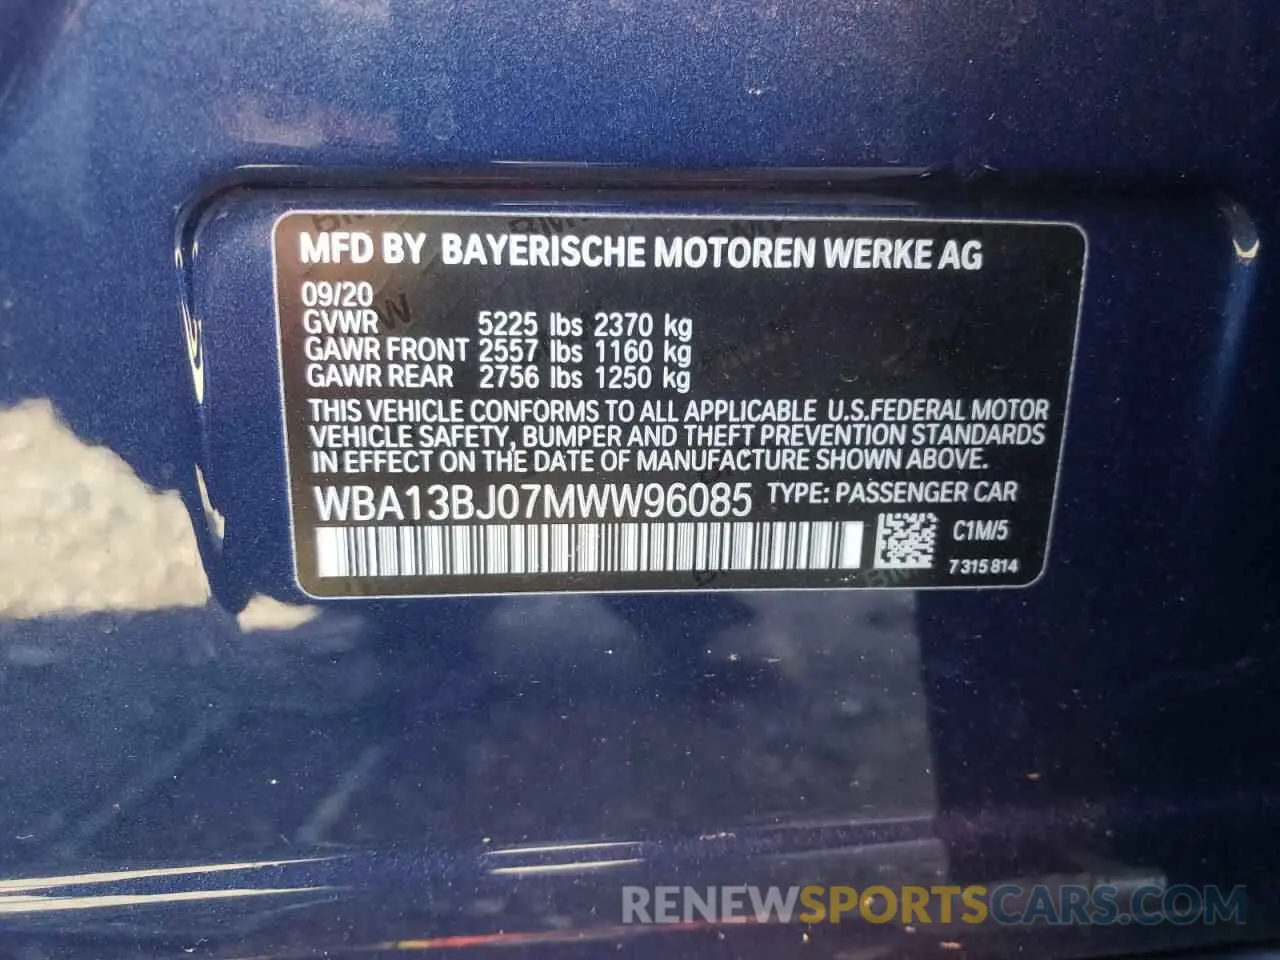 MFD BY BAYERISCHE MOTOREN WERKE AG
09/20
GVWR 5225 lbs 2370 kg
GAWR FRONT 2557 lbs 1160 kg
GAWR REAR 2756 lbs 1250 kg
THIS VEHICLE CONFORMS TO ALL APPLICABLE U.S.FEDERAL MOTOR
VEHICLE SAFETY, BUMPER AND THEFT PREVENTION STANDARDS
IN EFFECT ON THE DATE OF MANUFACTURE SHOWN ABOVE.
WBA13BJ07MWW96085 TYPE: PASSENGER CAR
C1M/5
7 315 814
RENEWSPORTSCARS.COM